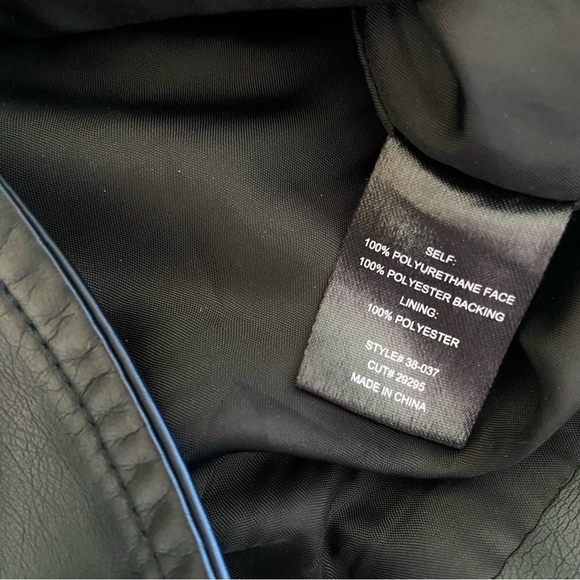 SELF:
100% POLYURETHANE FACE
100% POLYESTER BACKING
LINING:
100% POLYESTER
STYLE# 38-037
CUT# 29295
MADE IN CHINA